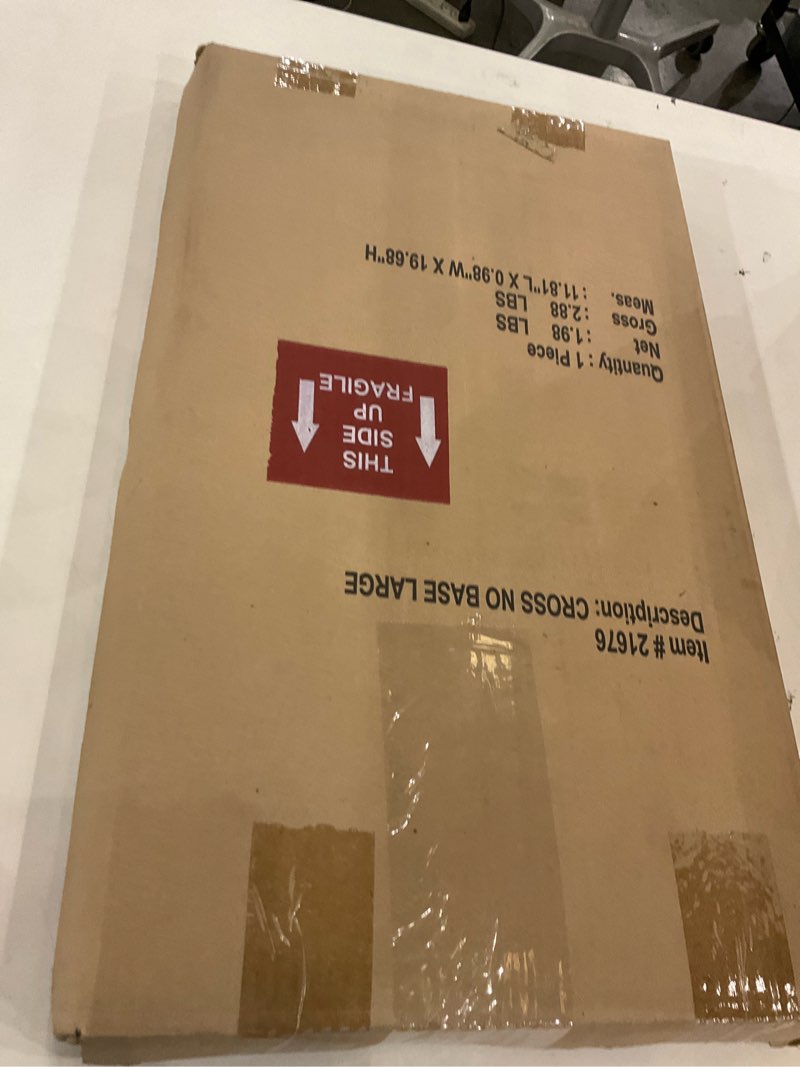 Item # 21676
Description: CROSS NO BASE LARGE
THIS
SIDE
UP
FRAGILE
Quantity : 1 Piece
Net :1.98 LBS
Gross :2.88 LBS
Meas. :11.81"L X 0.98"W X 19.68"H